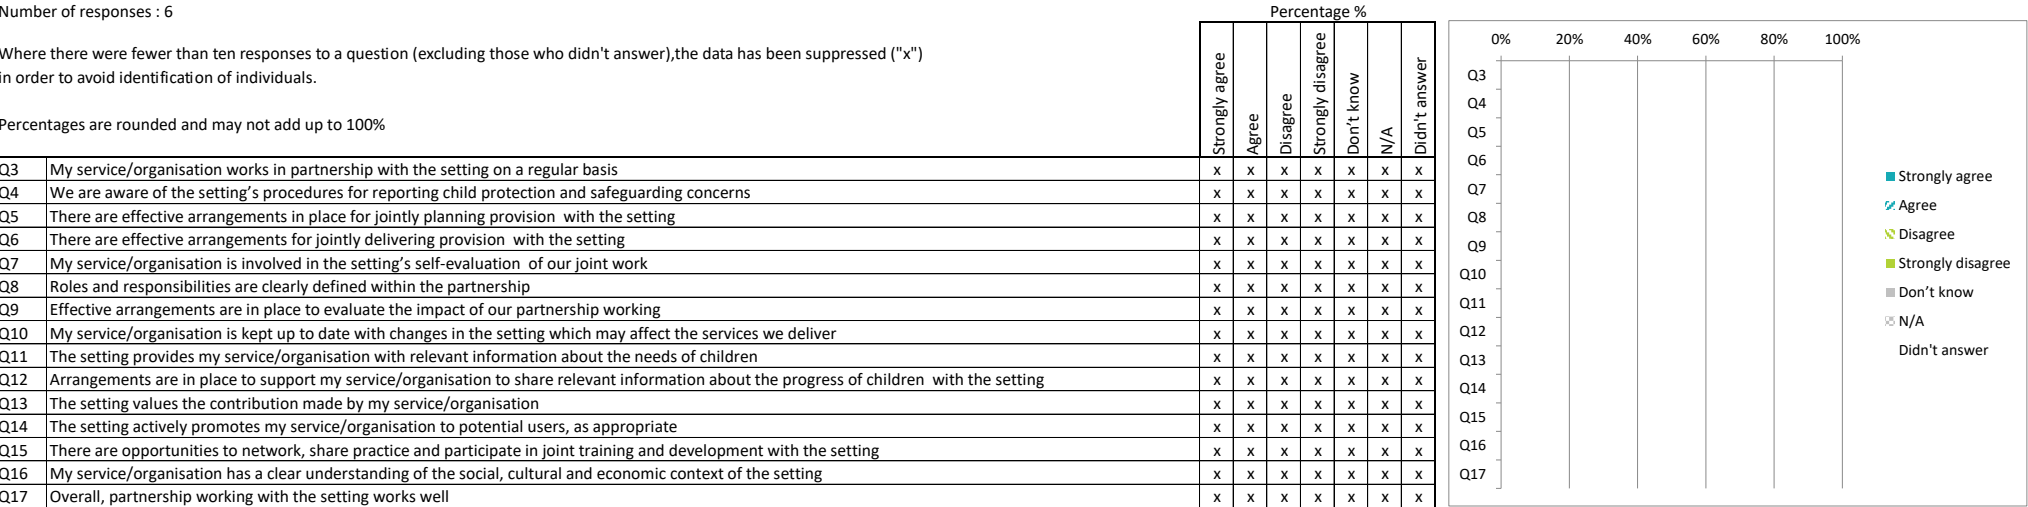 Number of responses : 6
Percentage %
Where there were fewer than ten responses to a question (excluding those who didn't answer),the data has been suppressed ("x")
in order to avoid identification of individuals.
Percentages are rounded and may not add up to 100%
Strongly agree
Agree
Disagree
Strongly disagree
Don't know
N/A
Didn't answer
Q3 My service/organisation works in partnership with the setting on a regular basis x x x x x x x
Q4 We are aware of the setting's procedures for reporting child protection and safeguarding concerns x x x x x x x
Q5 There are effective arrangements in place for jointly planning provision with the setting x x x x x x x
Q6 There are effective arrangements for jointly delivering provision with the setting x x x x x x x
Q7 My service/organisation is involved in the setting's self-evaluation of our joint work x x x x x x x
Q8 Roles and responsibilities are clearly defined within the partnership x x x x x x x
Q9 Effective arrangements are in place to evaluate the impact of our partnership working x x x x x x x
Q10 My service/organisation is kept up to date with changes in the setting which may affect the services we deliver x x x x x x x
Q11 The setting provides my service/organisation with relevant information about the needs of children x x x x x x x
Q12 Arrangements are in place to support my service/organisation to share relevant information about the progress of children with the setting x x x x x x x
Q13 The setting values the contribution made by my service/organisation x x x x x x x
Q14 The setting actively promotes my service/organisation to potential users, as appropriate x x x x x x x
Q15 There are opportunities to network, share practice and participate in joint training and development with the setting x x x x x x x
Q16 My service/organisation has a clear understanding of the social, cultural and economic context of the setting x x x x x x x
Q17 Overall, partnership working with the setting works well x x x x x x x
0% 20% 40% 60% 80% 100%
Q3
Q4
Q5
Q6
Q7
Q8
Q9
Q10
Q11
Q12
Q13
Q14
Q15
Q16
Q17
Strongly agree
Agree
Disagree
Strongly disagree
Don't know
N/A
Didn't answer